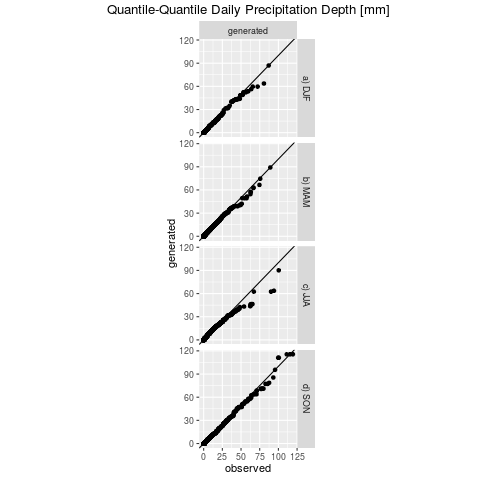 Quantile-Quantile Daily Precipitation Depth [mm]
generated
120
90
60
30
0
a) DJF
120
90
60
30
0
b) MAM
generated
120
90
60
30
0
c) JJA
120
90
60
30
0
d) SON
0 25 50 75 100 125
observed